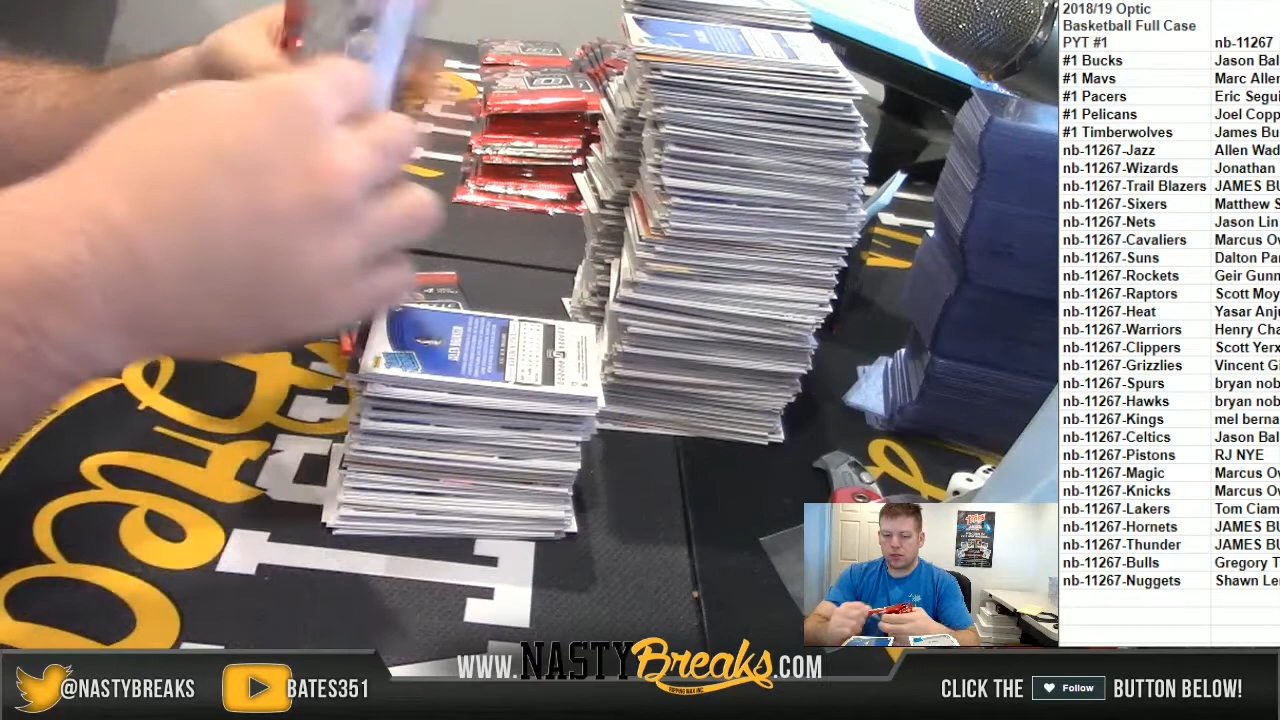 2018/19 Optic
Basketball Full Case
PYT #1 nb-11267
#1 Bucks Jason Bal
#1 Mavs Marc Aller
#1 Pacers Eric Segui
#1 Pelicans Joel Copp
#1 Timberwolves James Bu
nb-11267-Jazz Allen Wad
nb-11267-Wizards Jonathan
nb-11267-Trail Blazers JAMES BU
nb-11267-Sixers Matthew S
nb-11267-Nets Jason Lin
nb-11267-Cavaliers Marcus Ov
nb-11267-Suns Dalton Par
nb-11267-Rockets Geir Gunn
nb-11267-Raptors Scott Moy
nb-11267-Heat Yasar Anj
nb-11267-Warriors Henry Cha
nb-11267-Clippers Scott Yerx
nb-11267-Grizzlies Vincent Gi
nb-11267-Spurs bryan nob
nb-11267-Hawks bryan nob
nb-11267-Kings mel berna
nb-11267-Celtics Jason Bal
nb-11267-Pistons RJ NYE
nb-11267-Magic Marcus Ov
nb-11267-Knicks Marcus Ov
nb-11267-Lakers Tom Ciam
nb-11267-Hornets JAMES BU
nb-11267-Thunder JAMES BU
nb-11267-Bulls Gregory T
nb-11267-Nuggets Shawn Le
@NASTYBREAKS
BATES351
WWW.NASTYBreaks.COM
CLICK THE Follow BUTTON BELOW!